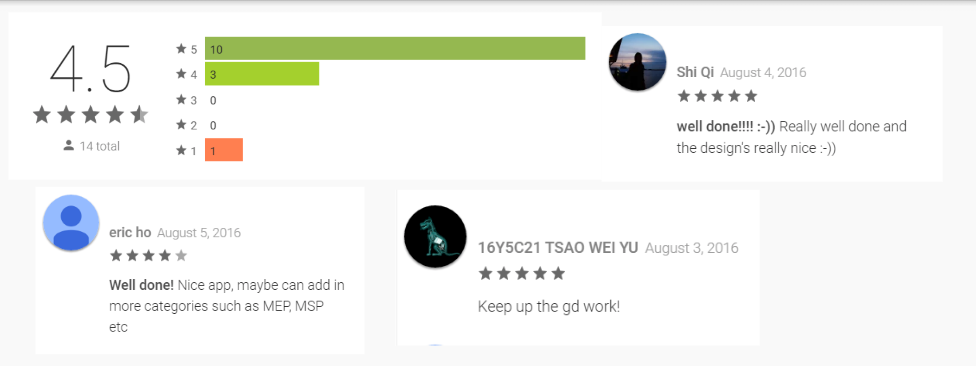 4.5
14 total
5 10
4 3
3 0
2 0
1 1
Shi Qi August 4, 2016
well done!!!! :-)) Really well done and
the design's really nice :-))
eric ho August 5, 2016
Well done! Nice app, maybe can add in
more categories such as MEP, MSP
etc
16Y5C21 TSAO WEI YU August 3, 2016
Keep up the gd work!